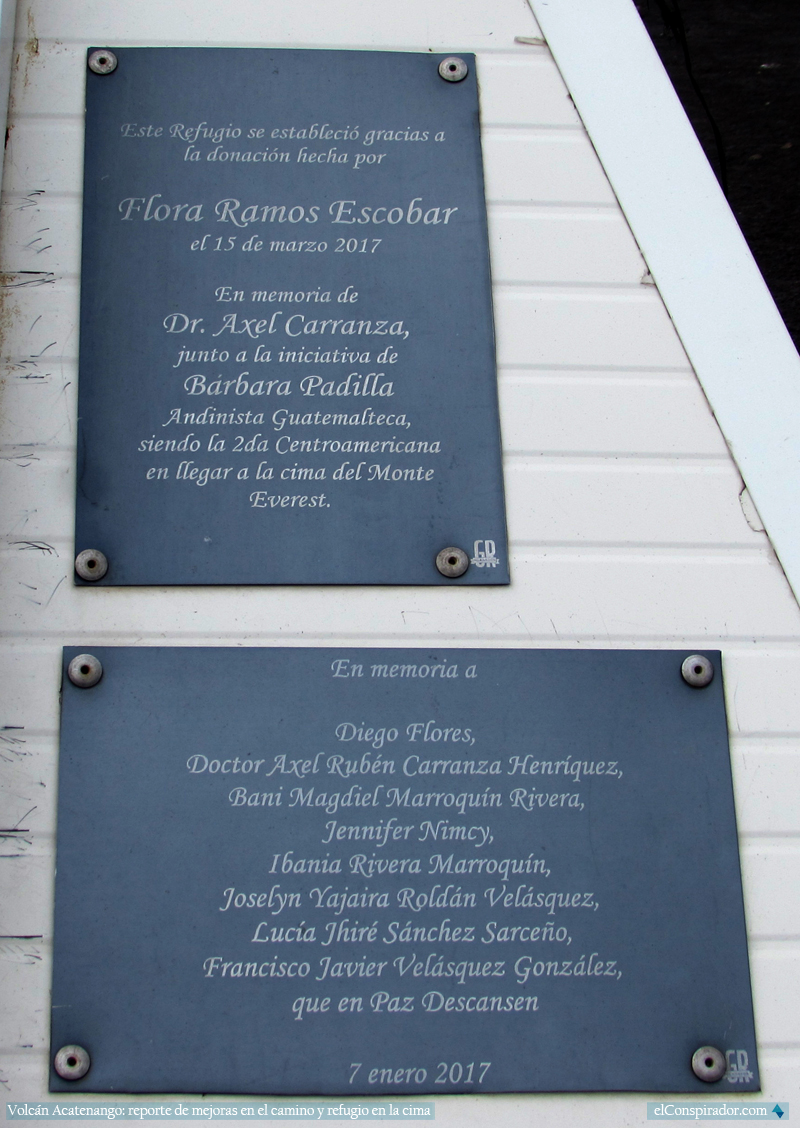 Este Refugio se estableció gracias a
la donación hecha por
Flora Ramos Escobar
el 15 de marzo 2017
En memoria de
Dr. Axel Carranza,
junto a la iniciativa de
Bárbara Padilla
Andinista Guatemalteca,
siendo la 2da Centroamericana
en llegar a la cima del Monte
Everest.
GR
En memoria a
Diego Flores,
Doctor Axel Rubén Carranza Henríquez,
Bani Magdiel Marroquín Rivera,
Jennifer Nimcy,
Ibania Rivera Marroquín,
Joselyn Yajaira Roldán Velásquez,
Lucía Jhiré Sánchez Sarceño,
Francisco Javier Velásquez González,
que en Paz Descansen
7 enero 2017
GR
Volcán Acatenango: reporte de mejoras en el camino y refugio en la cima
elConspirador.com